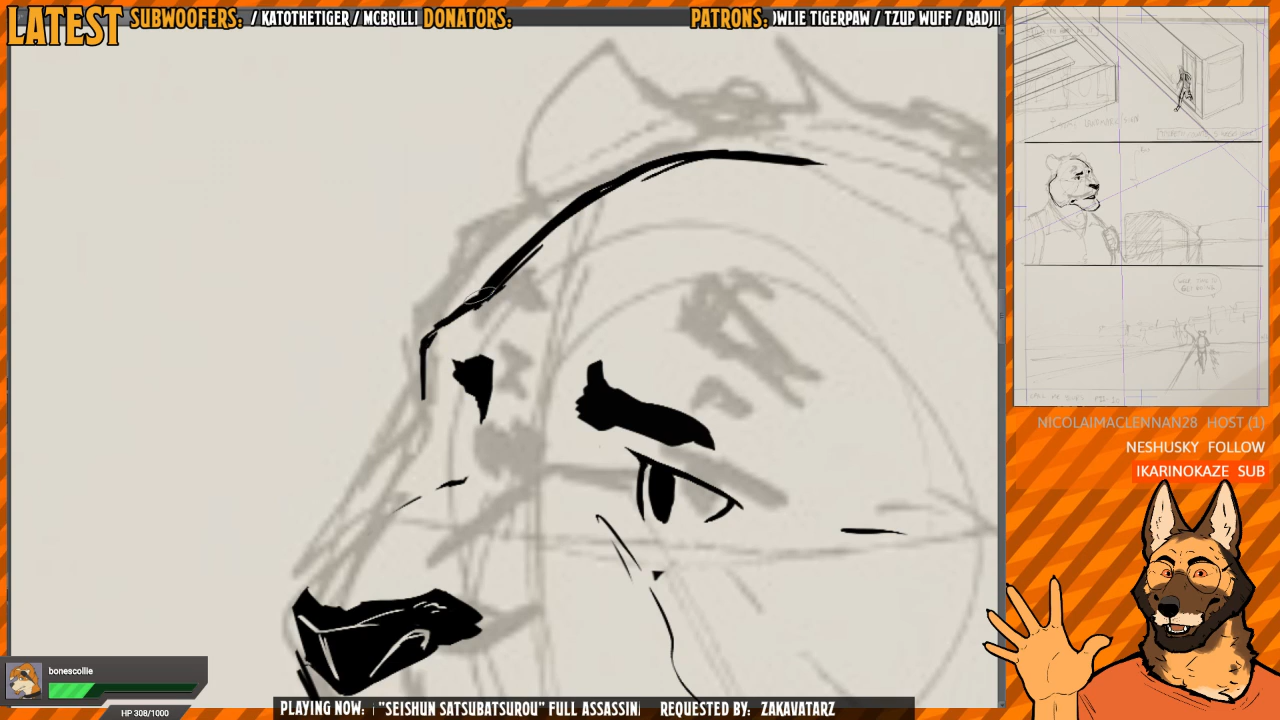 LATEST SUBWOOFERS: / KATOTHETIGER / MCBRILLI DONATORS: PATRONS: OWLIE TIGERPAW / TZUP WUFF / RADJI
NICOLAIMACLENNAN28 HOST (1)
NESHUSKY FOLLOW
IKARINOKAZE SUB
bonescollie
HP 308/1000
PLAYING NOW: "SEISHUN SATSUBATSUROU" FULL ASSASSIN REQUESTED BY: ZAKAVATARZ